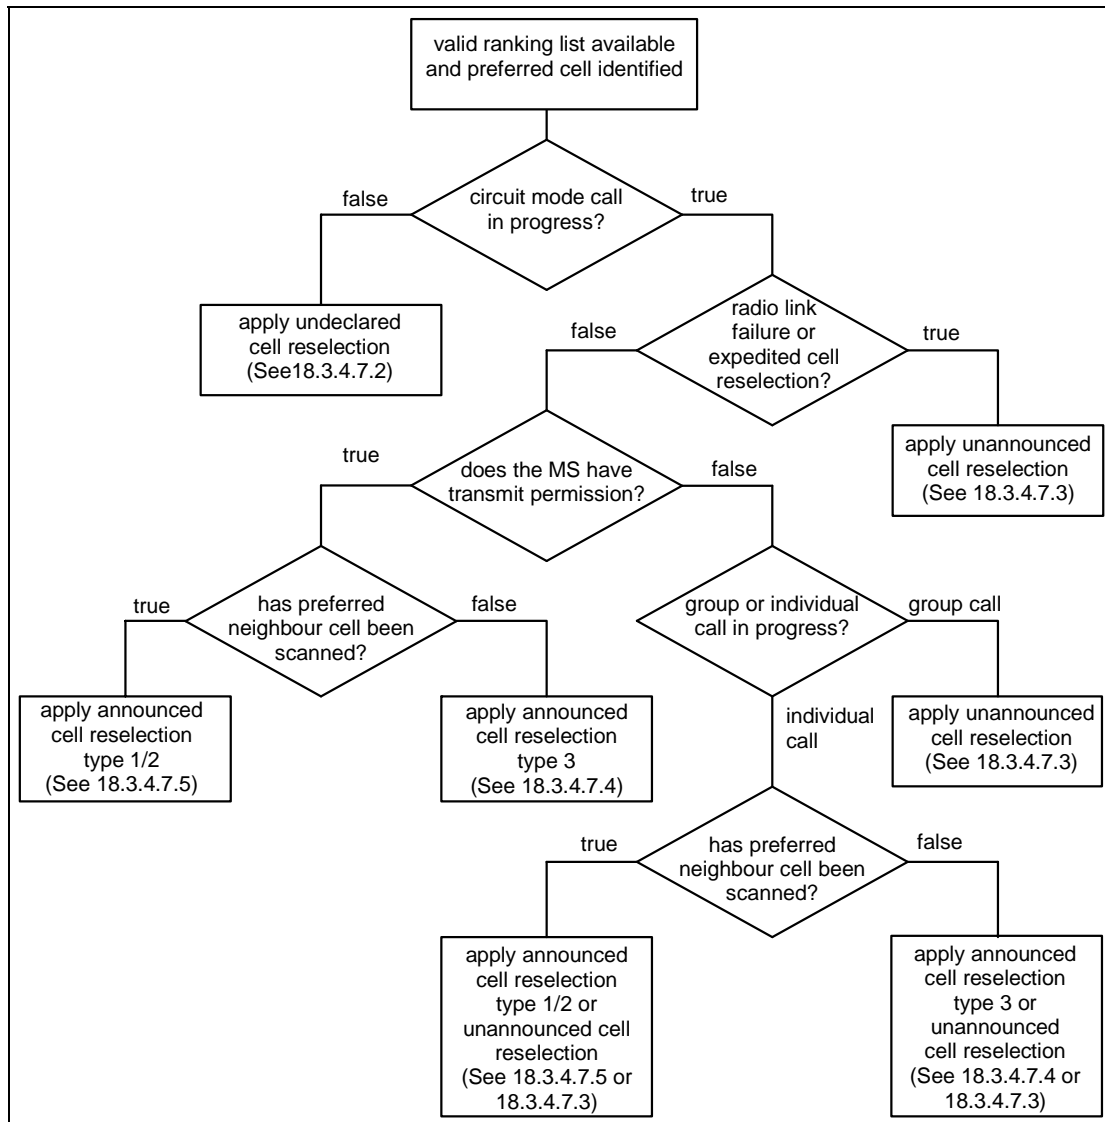 valid ranking list available
and preferred cell identified
false
circuit mode call
in progress?
true
apply undeclared
cell reselection
(See18.3.4.7.2)
false
radio link
failure or
expedited cell
reselection?
true
apply unannounced
cell reselection
(See 18.3.4.7.3)
true
does the MS have
transmit permission?
false
true
has preferred
neighbour cell been
scanned?
false
group or individual
call in progress?
group call
apply announced
cell reselection
type 1/2
(See 18.3.4.7.5)
apply announced
cell reselection
type 3
(See 18.3.4.7.4)
individual
call
apply unannounced
cell reselection
(See 18.3.4.7.3)
true
has preferred
neighbour cell been
scanned?
false
apply announced
cell reselection
type 1/2 or
unannounced cell
reselection
(See 18.3.4.7.5 or
18.3.4.7.3)
apply announced
cell reselection
type 3 or
unannounced
cell reselection
(See 18.3.4.7.4 or
18.3.4.7.3)